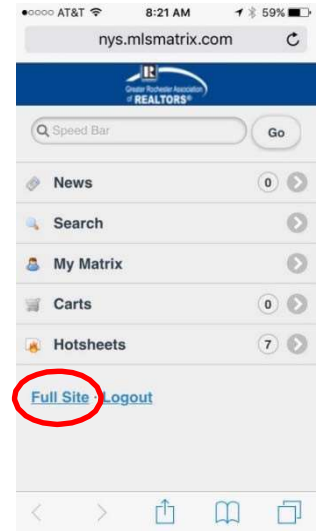 AT&T 8:21 AM 59%
nys.mlsmatrix.com
R
Greater Rochester Association
of REALTORS®
Speed Bar Go
News 0
Search
My Matrix
Carts 0
Hotsheets 7
Full Site · Logout